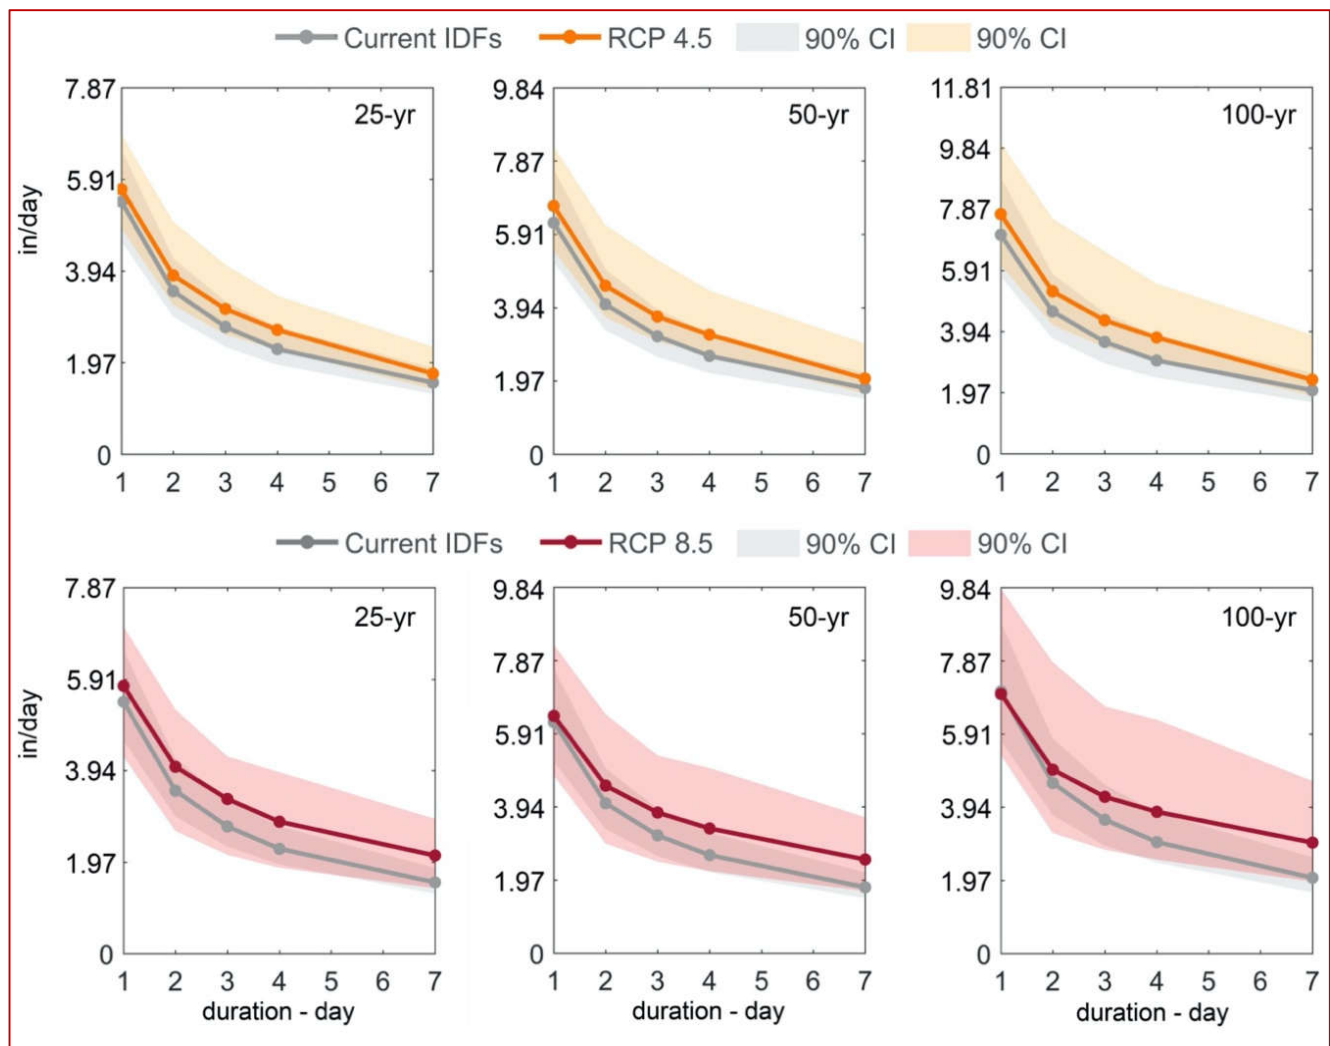 Current IDFs RCP 4.5 90% CI 90% CI
7.87 9.84 11.81
25-yr 50-yr 100-yr
9.84
7.87
5.91 7.87
in/day
5.91
3.94 5.91
3.94 3.94
1.97 1.97 1.97
0 0 0
1 2 3 4 5 6 7 1 2 3 4 5 6 7 1 2 3 4 5 6 7
Current IDFs RCP 8.5 90% CI 90% CI
7.87 9.84 9.84
25-yr 50-yr 100-yr
7.87 7.87
5.91
in/day
5.91 5.91
3.94
3.94 3.94
1.97 1.97 1.97
0 0 0
1 2 3 4 5 6 7 1 2 3 4 5 6 7 1 2 3 4 5 6 7
duration - day duration - day duration - day